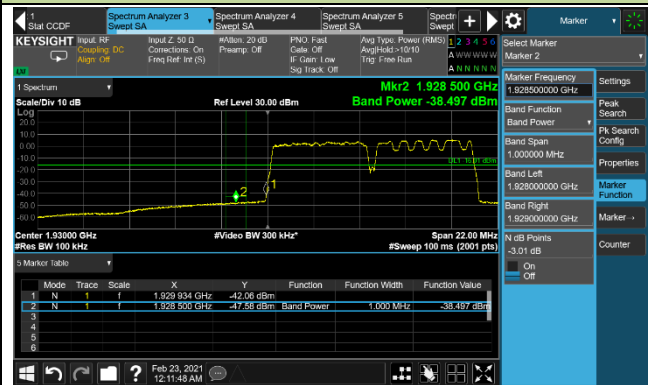 1
Stat CCDF
Spectrum Analyzer 3
Swept SA
Spectrum Analyzer 4
Swept SA
Spectrum Analyzer 5
Swept SA
Spectr
Swept
+
Marker
KEYSIGHT
Input: RF
Coupling: DC
Align: Off
Input Z: 50 Ω
Corrections: On
Freq Ref: Int (S)
#Atten: 20 dB
Preamp: Off
PNO: Fast
Gate: Off
IF Gain: Low
Sig Track: Off
Avg Type: Power (RMS)
Avg|Hold:>10/10
Trig: Free Run
1 2 3 4 5 6
A W W W W W
A N N N N N
LXI
Select Marker
Marker 2
1 Spectrum
Mkr2 1.928 500 GHz
Scale/Div 10 dB
Ref Level 30.00 dBm
Band Power -38.497 dBm
Log
20.0
10.0
0.00
-10.0
-20.0
-30.0
-40.0
-50.0
-60.0
2
1
Center 1.93000 GHz
#Video BW 300 kHz*
Span 22.00 MHz
#Res BW 100 kHz
#Sweep 100 ms (2001 pts)
5 Marker Table
Mode Trace Scale X Y Function Function Width Function Value
1 N 1 f 1.929 934 GHz -42.06 dBm
2 N 1 f 1.928 500 GHz -47.58 dBm Band Power 1.000 MHz -38.497 dBm
3
4
5
6
Marker Frequency
1.928500000 GHz
Band Function
Band Power
Band Span
1.000000 MHz
Band Left
1.928000000 GHz
Band Right
1.929000000 GHz
N dB Points
-3.01 dB
On
Off
Settings
Peak
Search
Pk Search
Config
Properties
Marker
Function
Marker→
Counter
?
Feb 23, 2021
12:11:48 AM